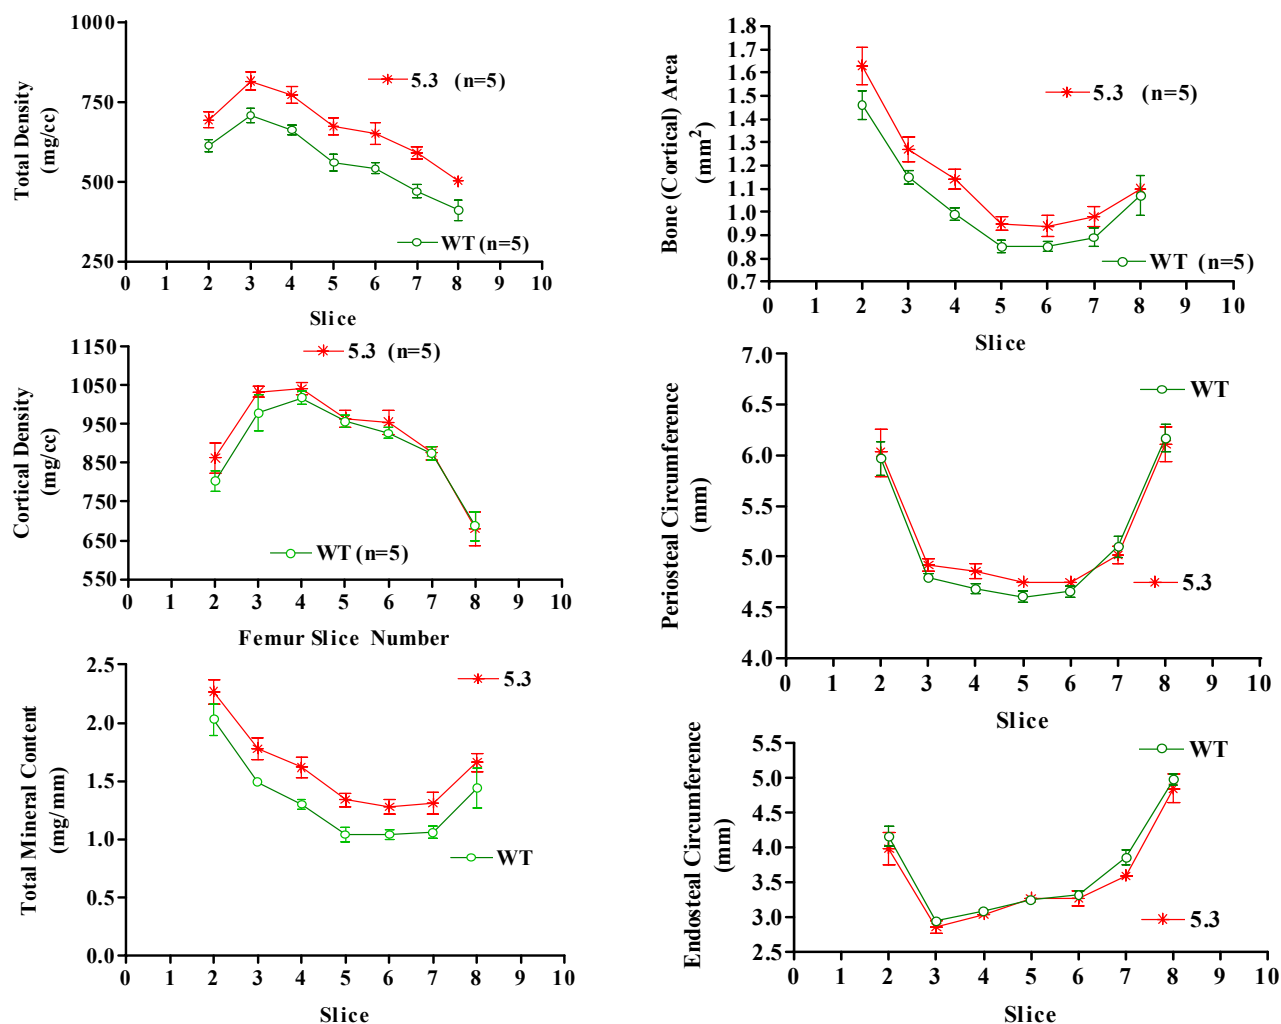 1000
750
500
250
Total Density
(mg/cc)
5.3 (n=5)
WT (n=5)
0 1 2 3 4 5 6 7 8 9 10
Slice
1150
1050
950
850
750
650
550
Cortical Density
(mg/cc)
5.3 (n=5)
WT (n=5)
0 1 2 3 4 5 6 7 8 9 10
Femur Slice Number
2.5
2.0
1.5
1.0
0.5
0.0
Total Mineral Content
(mg/mm)
5.3
WT
0 1 2 3 4 5 6 7 8 9 10
Slice
1.8
1.7
1.6
1.5
1.4
1.3
1.2
1.1
1.0
0.9
0.8
0.7
Bone (Cortical) Area
(mm²)
5.3 (n=5)
WT (n=5)
0 1 2 3 4 5 6 7 8 9 10
Slice
7.0
6.5
6.0
5.5
5.0
4.5
4.0
Periosteal Circumference
(mm)
WT
5.3
0 1 2 3 4 5 6 7 8 9 10
Slice
5.5
5.0
4.5
4.0
3.5
3.0
2.5
Endosteal Circumference
(mm)
WT
5.3
0 1 2 3 4 5 6 7 8 9 10
Slice